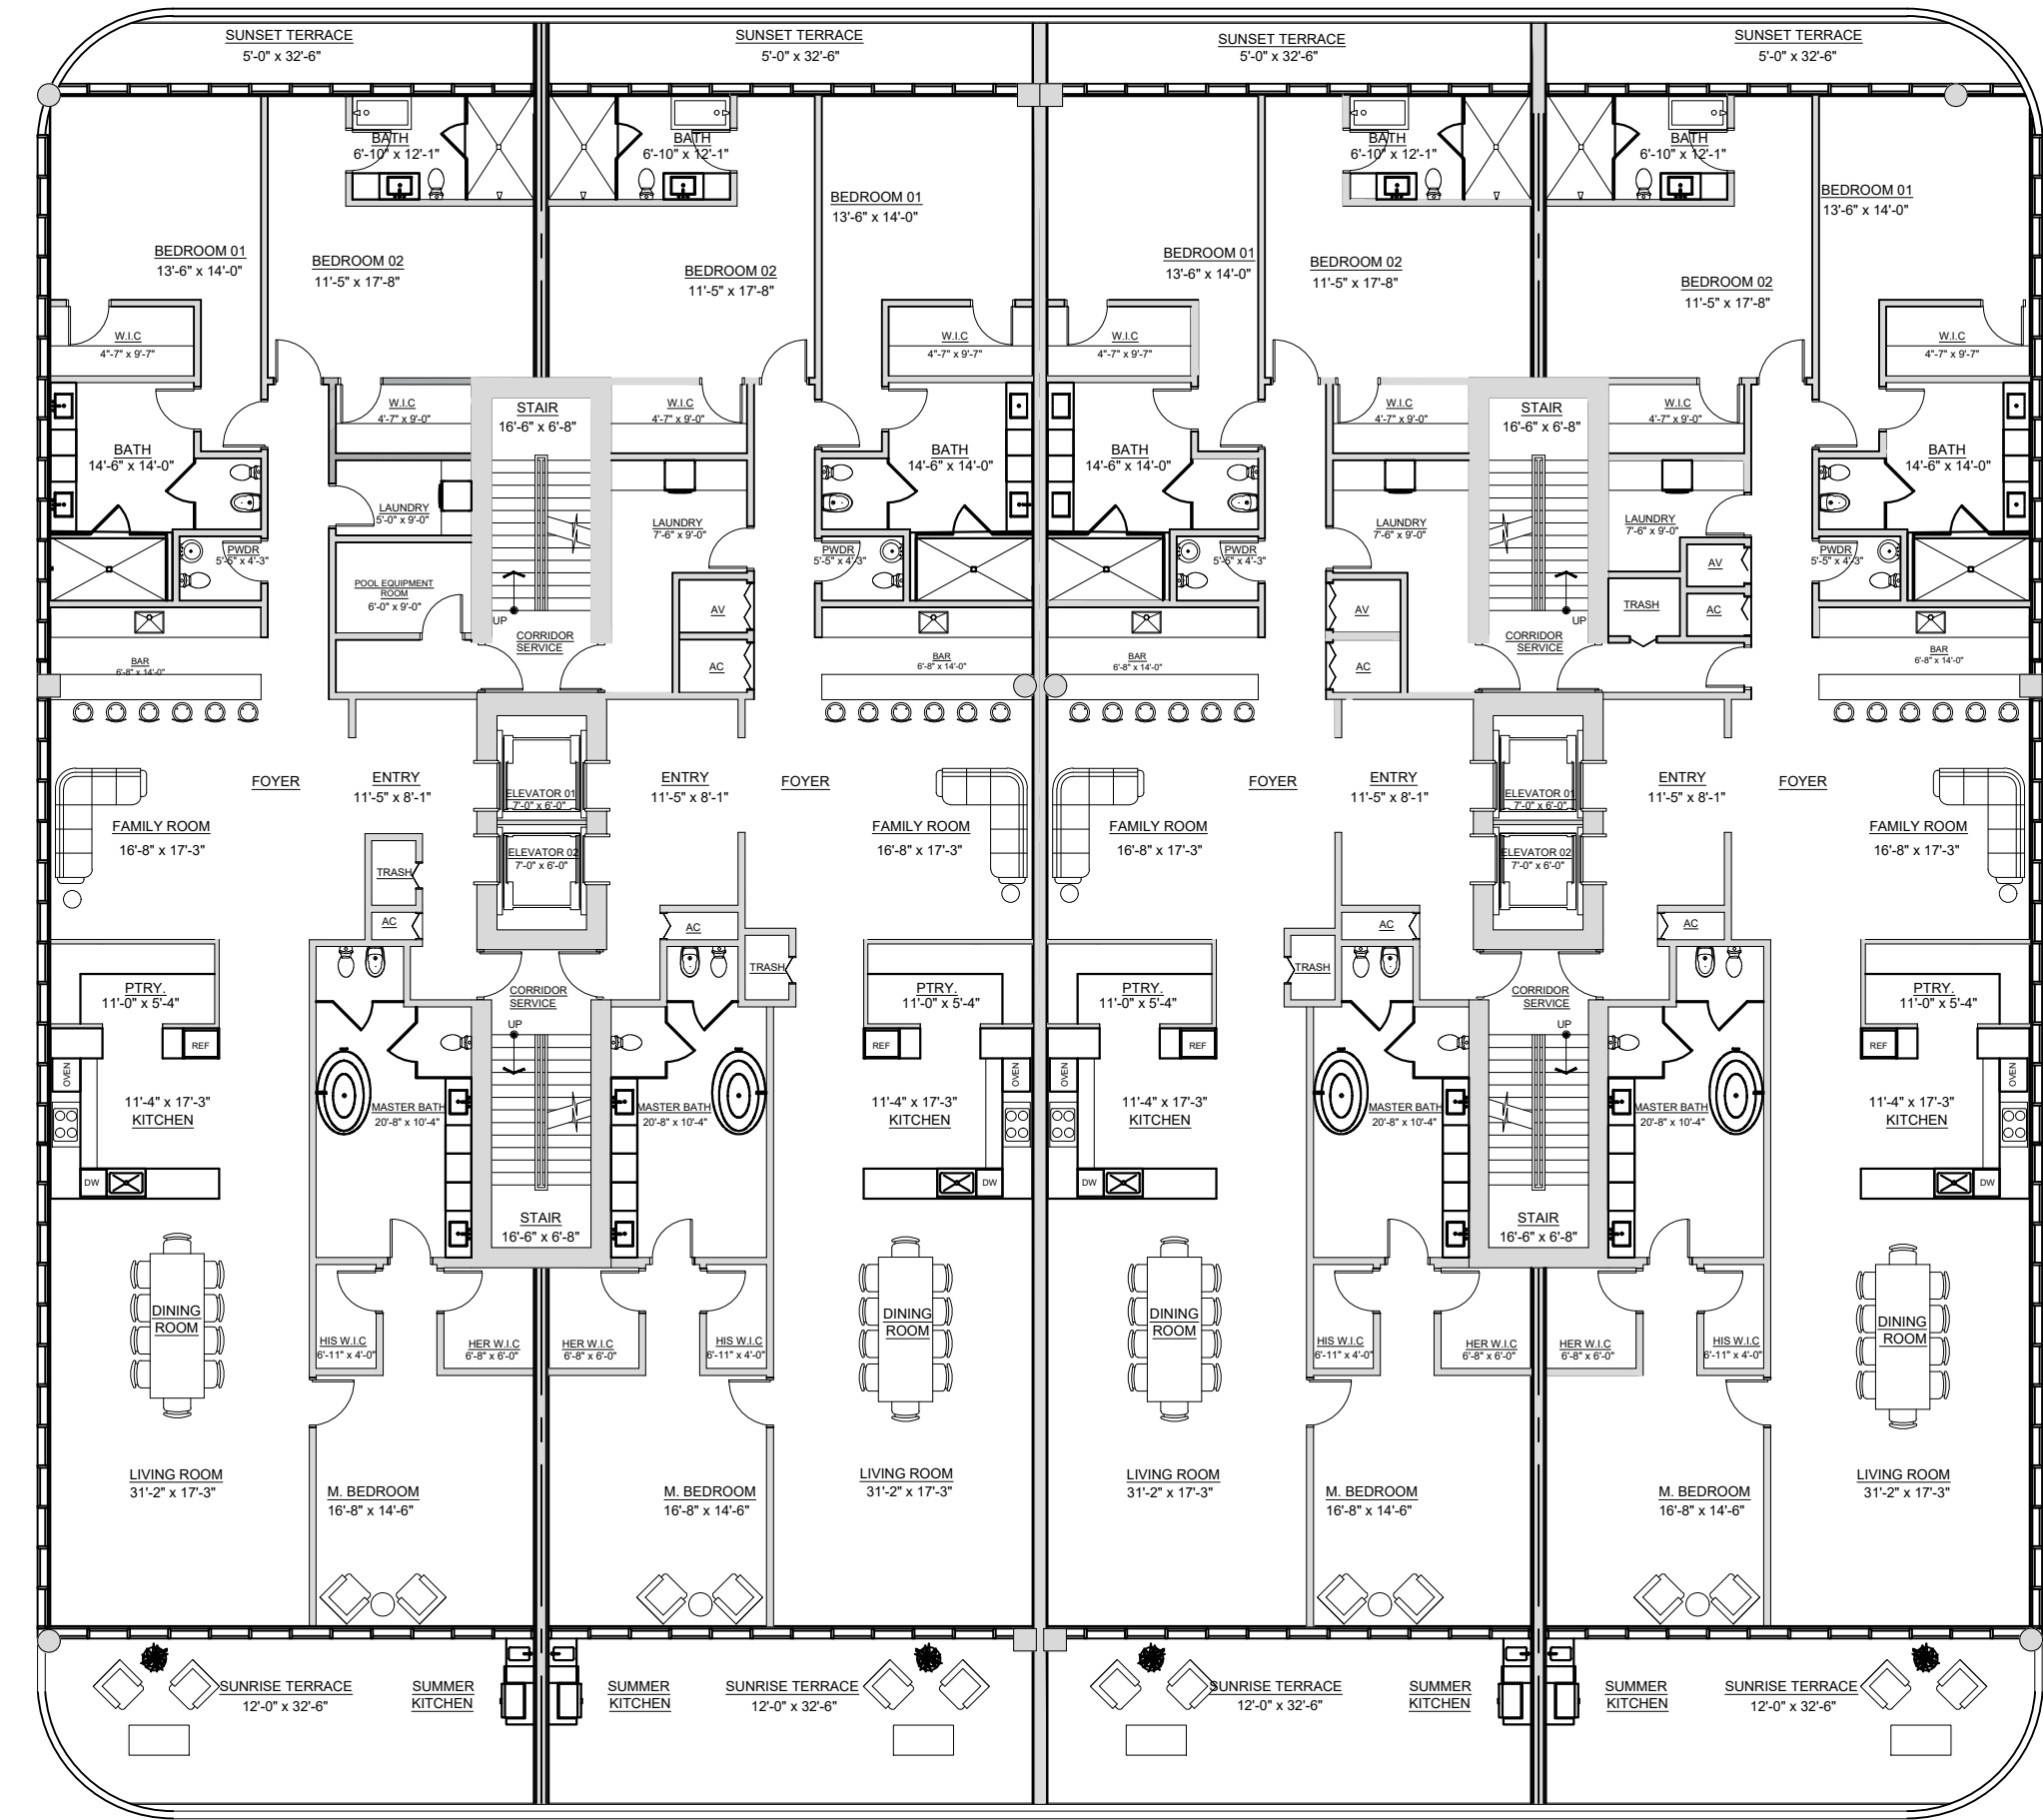 SUNSET TERRACE
5'-0" x 32'-6"
SUNSET TERRACE
5'-0" x 32'-6"
SUNSET TERRACE
5'-0" x 32'-6"
SUNSET TERRACE
5'-0" x 32'-6"
BATH
6'-10" x 12'-1"
BATH
6'-10" x 12'-1"
BATH
6'-10" x 12'-1"
BATH
6'-10" x 12'-1"
BEDROOM 01
13'-6" x 14'-0"
BEDROOM 02
11'-5" x 17'-8"
BEDROOM 02
11'-5" x 17'-8"
BEDROOM 01
13'-6" x 14'-0"
BEDROOM 01
13'-6" x 14'-0"
BEDROOM 02
11'-5" x 17'-8"
BEDROOM 02
11'-5" x 17'-8"
BEDROOM 01
13'-6" x 14'-0"
W.I.C
4"-7" x 9'-7"
W.I.C
4"-7" x 9'-7"
W.I.C
4"-7" x 9'-7"
W.I.C
4"-7" x 9'-7"
W.I.C
4'-7" x 9'-0"
STAIR
16'-6" x 6'-8"
W.I.C
4'-7" x 9'-0"
W.I.C
4'-7" x 9'-0"
STAIR
16'-6" x 6'-8"
W.I.C
4'-7" x 9'-0"
BATH
14'-6" x 14'-0"
BATH
14'-6" x 14'-0"
BATH
14'-6" x 14'-0"
BATH
14'-6" x 14'-0"
LAUNDRY
5'-0" x 9'-0"
LAUNDRY
7'-6" x 9'-0"
LAUNDRY
7'-6" x 9'-0"
LAUNDRY
7'-6" x 9'-0"
PWDR
5'-5" x 4'-3"
PWDR
5'-5" x 4'-3"
PWDR
5'-5" x 4'-3"
PWDR
5'-5" x 4'-3"
POOL EQUIPMENT
ROOM
6'-0" x 9'-0"
AV
AV
AV
TRASH
AC
UP
UP
CORRIDOR
SERVICE
CORRIDOR
SERVICE
AC
AC
BAR
6'-8" x 14'-0"
BAR
6'-8" x 14'-0"
BAR
6'-8" x 14'-0"
BAR
6'-8" x 14'-0"
FOYER
ENTRY
11'-5" x 8'-1"
ELEVATOR 01
7'-0" x 6'-0"
ENTRY
11'-5" x 8'-1"
FOYER
FOYER
ENTRY
11'-5" x 8'-1"
ELEVATOR 01
7'-0" x 6'-0"
ENTRY
11'-5" x 8'-1"
FOYER
FAMILY ROOM
16'-8" x 17'-3"
ELEVATOR 02
7'-0" x 6'-0"
FAMILY ROOM
16'-8" x 17'-3"
FAMILY ROOM
16'-8" x 17'-3"
ELEVATOR 02
7'-0" x 6'-0"
FAMILY ROOM
16'-8" x 17'-3"
TRASH
AC
AC
AC
AC
TRASH
TRASH
PTRY.
11'-0" x 5'-4"
CORRIDOR
SERVICE
PTRY.
11'-0" x 5'-4"
PTRY.
11'-0" x 5'-4"
CORRIDOR
SERVICE
PTRY.
11'-0" x 5'-4"
UP
UP
REF
REF
REF
REF
OVEN
OVEN
OVEN
OVEN
11'-4" x 17'-3"
KITCHEN
MASTER BATH
20'-8" x 10'-4"
MASTER BATH
20'-8" x 10'-4"
11'-4" x 17'-3"
KITCHEN
11'-4" x 17'-3"
KITCHEN
MASTER BATH
20'-8" x 10'-4"
MASTER BATH
20'-8" x 10'-4"
11'-4" x 17'-3"
KITCHEN
DW
DW
DW
DW
STAIR
16'-6" x 6'-8"
STAIR
16'-6" x 6'-8"
DINING
ROOM
HIS W.I.C
6'-11" x 4'-0"
HER W.I.C
6'-8" x 6'-0"
HER W.I.C
6'-8" x 6'-0"
HIS W.I.C
6'-11" x 4'-0"
DINING
ROOM
DINING
ROOM
HIS W.I.C
6'-11" x 4'-0"
HER W.I.C
6'-8" x 6'-0"
HER W.I.C
6'-8" x 6'-0"
HIS W.I.C
6'-11" x 4'-0"
DINING
ROOM
LIVING ROOM
31'-2" x 17'-3"
M. BEDROOM
16'-8" x 14'-6"
M. BEDROOM
16'-8" x 14'-6"
LIVING ROOM
31'-2" x 17'-3"
LIVING ROOM
31'-2" x 17'-3"
M. BEDROOM
16'-8" x 14'-6"
M. BEDROOM
16'-8" x 14'-6"
LIVING ROOM
31'-2" x 17'-3"
SUNRISE TERRACE
12'-0" x 32'-6"
SUMMER
KITCHEN
SUMMER
KITCHEN
SUNRISE TERRACE
12'-0" x 32'-6"
SUNRISE TERRACE
12'-0" x 32'-6"
SUMMER
KITCHEN
SUMMER
KITCHEN
SUNRISE TERRACE
12'-0" x 32'-6"